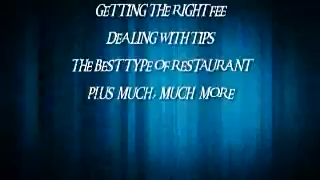 GETTING THE RIGHT FEE
DEALING WITH TIPS
THE BEST TYPE OF RESTAURANT
PLUS MUCH, MUCH MORE